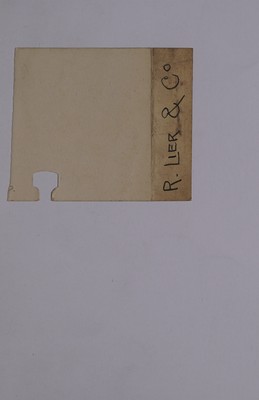 R. LIER & Co